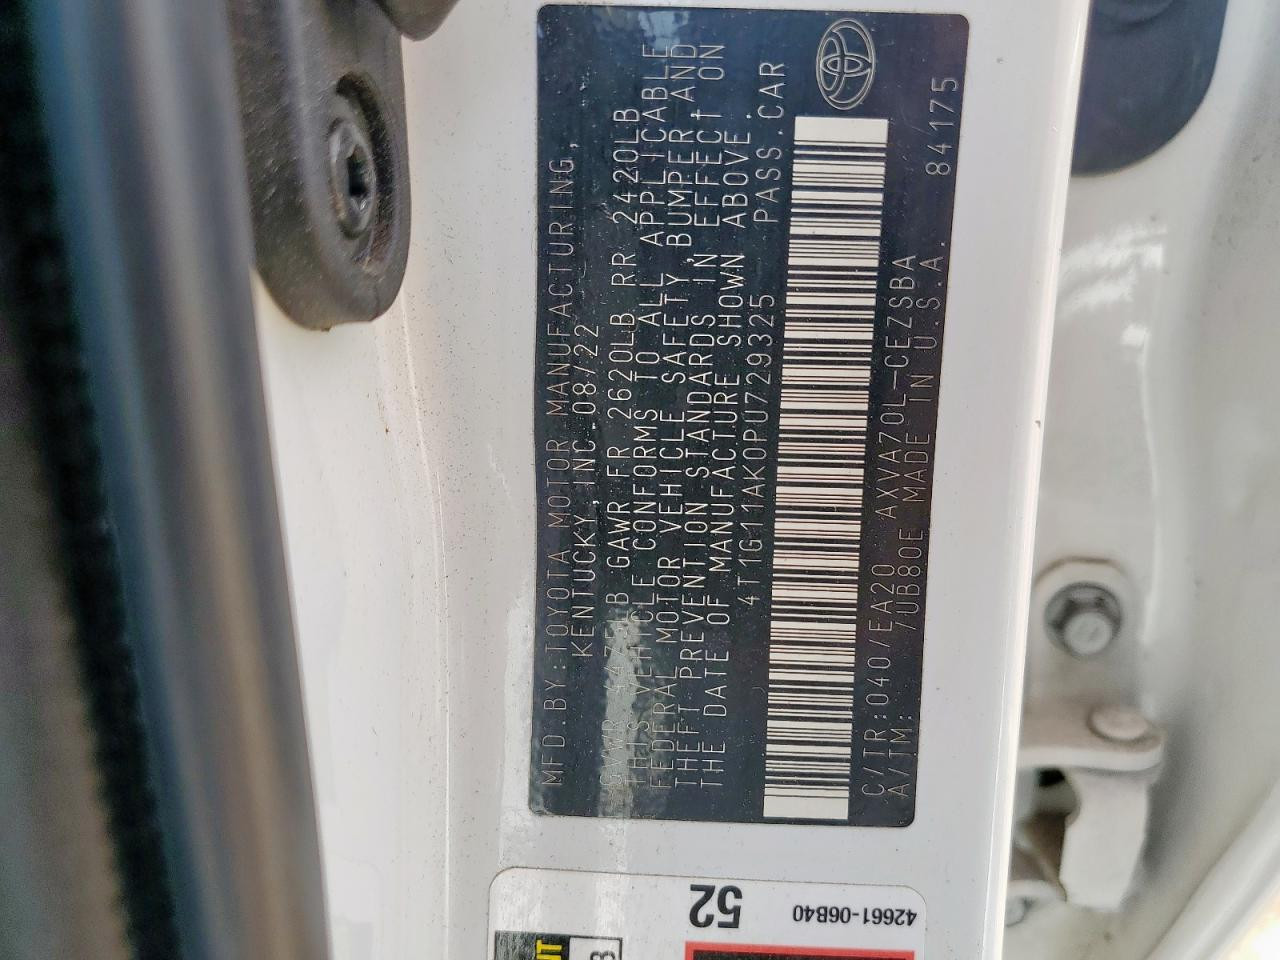 MFD.BY:TOYOTA MOTOR MANUFACTURING,
KENTUCKY,INC.08/22
GVWR 4475LB GAWR FR 2620LB RR 2420LB
THIS VEHICLE CONFORMS TO ALL APPLICABLE
FEDERAL MOTOR VEHICLE SAFETY,BUMPER,AND
THEFT PREVENTION STANDARDS IN EFFECT ON
THE DATE OF MANUFACTURE SHOWN ABOVE.
4T1G11AK0PU729325 PASS.CAR
C/TR:040/EA20 AXVA70L-CEZSBA
A/TM: /UB80E MADE IN U.S.A. 84175
52
42661-06B40